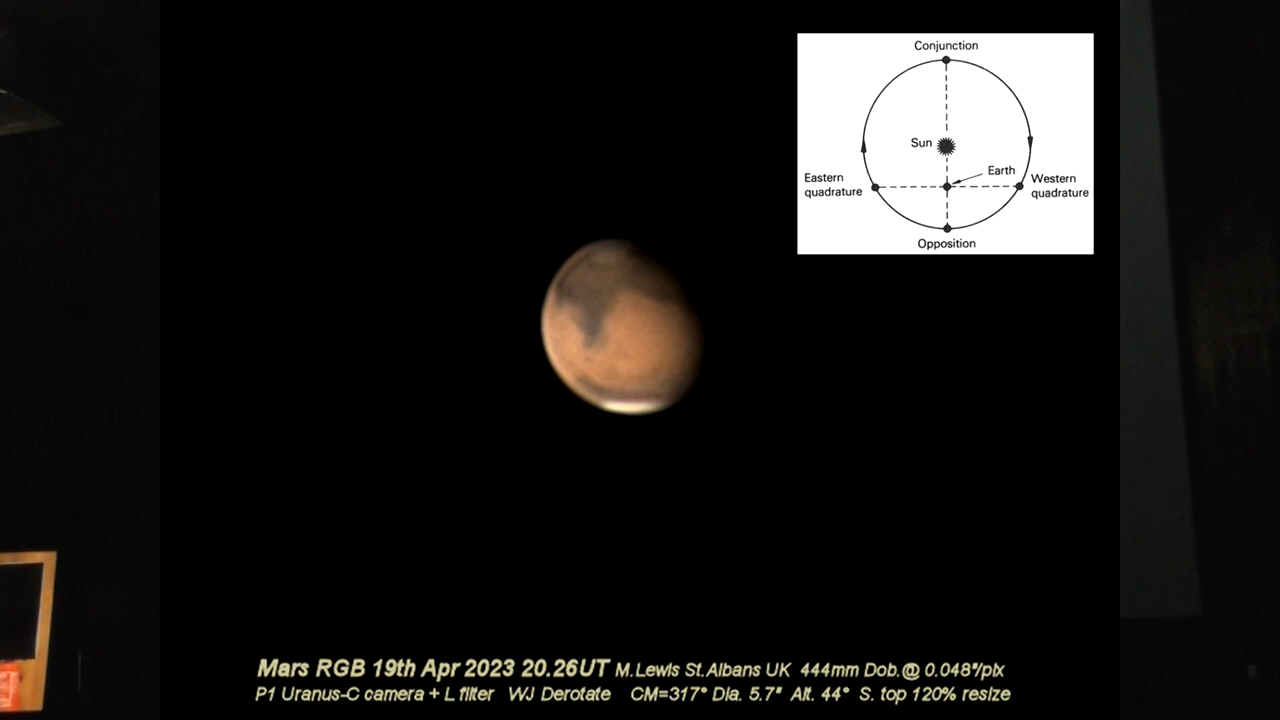 Conjunction
Sun
Earth
Eastern
quadrature
Western
quadrature
Opposition
Mars RGB 19th Apr 2023 20.26UT M.Lewis St.Albans UK 444mm Dob.@ 0.048"/pix
P1 Uranus-C camera + L filter WJ Derotate CM=317° Dia. 5.7" Alt. 44° S. top 120% resize